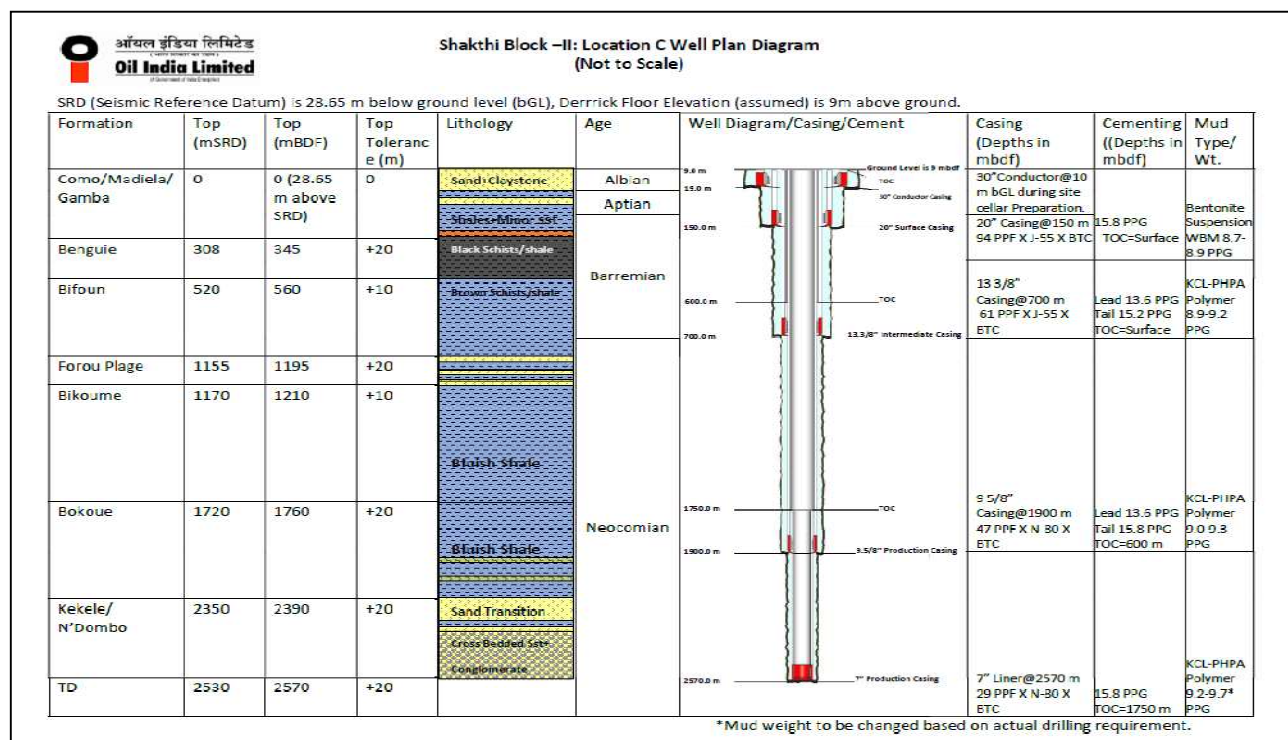 ऑयल इंडिया लिमिटेड
Oil India Limited
Shakthi Block –II: Location C Well Plan Diagram
(Not to Scale)
SRD (Seismic Reference Datum) is 28.65 m below ground level (bGL), Derrrick Floor Elevation (assumed) is 9m above ground.
Formation
Top
(mSRD)
Top
(mBDF)
Top
Toleranc
e (m)
Lithology
Age
Well Diagram/Casing/Cement
Casing
(Depths in
mbdf)
Cementing
((Depths in
mbdf)
Mud
Type/
Wt.
Como/Madiela/
Gamba
0
0 (28.65
m above
SRD)
0
Sand+Claystone
Shales+Minor Sst
Albian
Aptian
9.0 m
Ground Level is 9 mbdf
TOC
19.0 m
30" Conductor Casing
150.0 m
20" Surface Casing
30"Conductor@10
m bGL during site
cellar Preparation.
20" Casing@150 m
94 PPF X J-55 X BTC
15.8 PPG
TOC=Surface
Bentonite
Suspension
WBM 8.7-
8.9 PPG
Benguie
308
345
+20
Black Schists/shale
Barremian
Bifoun
520
560
+10
Brown Schists/shale
600.0 m
TOC
700.0 m
13.3/8" Intermediate Casing
13 3/8"
Casing@700 m
61 PPF X J-55 X
BTC
Lead 13.6 PPG
Tail 15.2 PPG
TOC=Surface
KCL-PHPA
Polymer
8.9-9.2
PPG
Forou Plage
1155
1195
+20
Bikoume
1170
1210
+10
Bluish Shale
Bokoue
1720
1760
+20
Bluish Shale
Neocomian
1750.0 m
TOC
1900.0 m
9.5/8" Production Casing
9 5/8"
Casing@1900 m
47 PPF X N-80 X
BTC
Lead 13.6 PPG
Tail 15.8 PPG
TOC=600 m
KCL-PHPA
Polymer
9.0-9.3
PPG
Kekele/
N'Dombo
2350
2390
+20
Sand Transition
Cross Bedded Sst+
Conglomerate
TD
2530
2570
+20
2570.0 m
7" Production Casing
7" Liner@2570 m
29 PPF X N-80 X
BTC
15.8 PPG
TOC=1750 m
KCL-PHPA
Polymer
9.2-9.7*
PPG
*Mud weight to be changed based on actual drilling requirement.